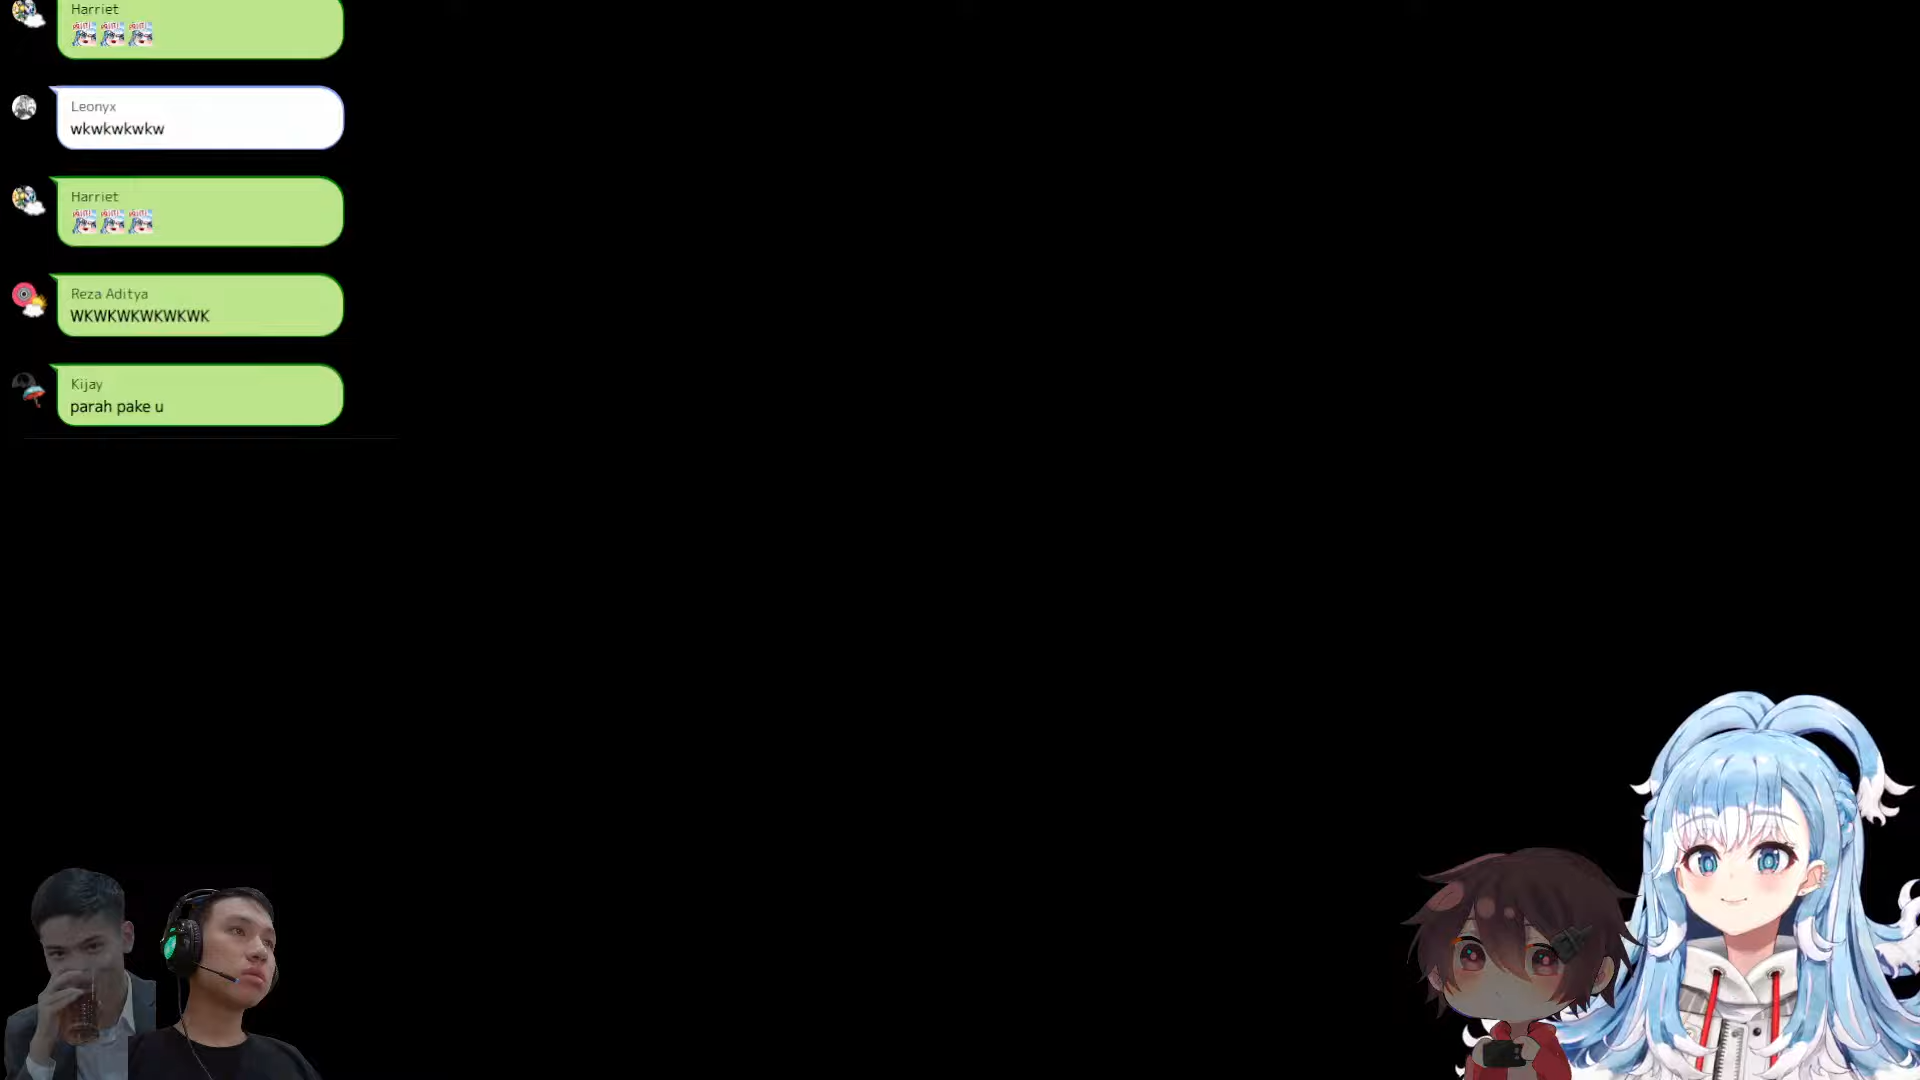 Harriet
Leonyx
wkwkwkwkw
Harriet
Reza Aditya
WKWKWKWKWKWK
Kijay
parah pake u